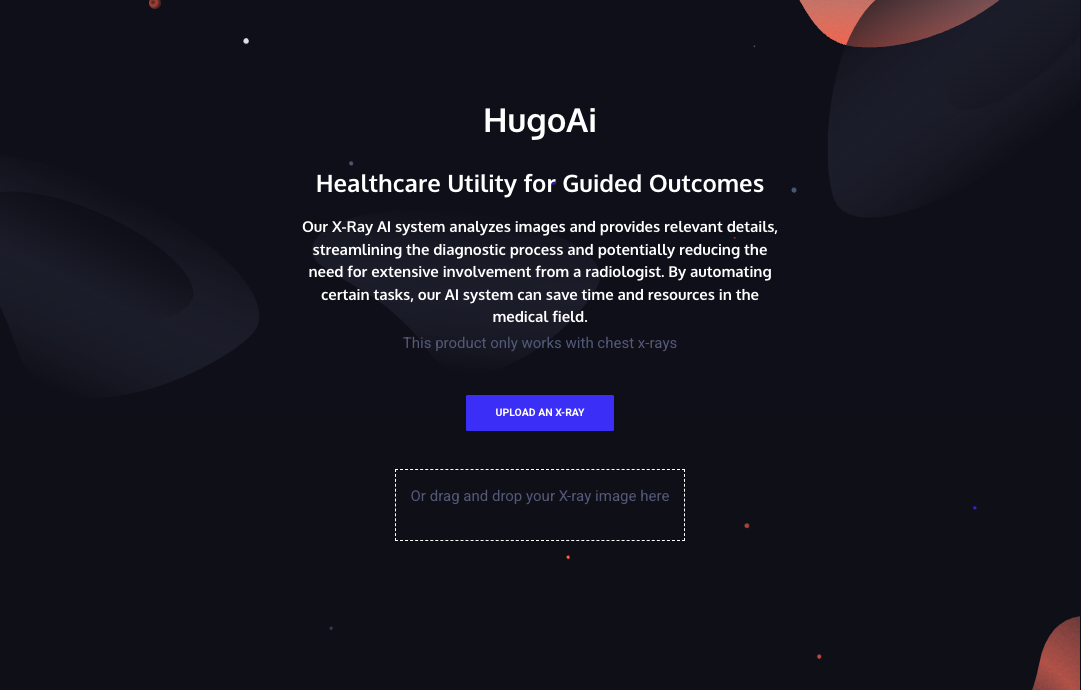 HugoAi
Healthcare Utility for Guided Outcomes
Our X-Ray AI system analyzes images and provides relevant details,
streamlining the diagnostic process and potentially reducing the
need for extensive involvement from a radiologist. By automating
certain tasks, our AI system can save time and resources in the
medical field.
This product only works with chest x-rays
UPLOAD AN X-RAY
Or drag and drop your X-ray image here